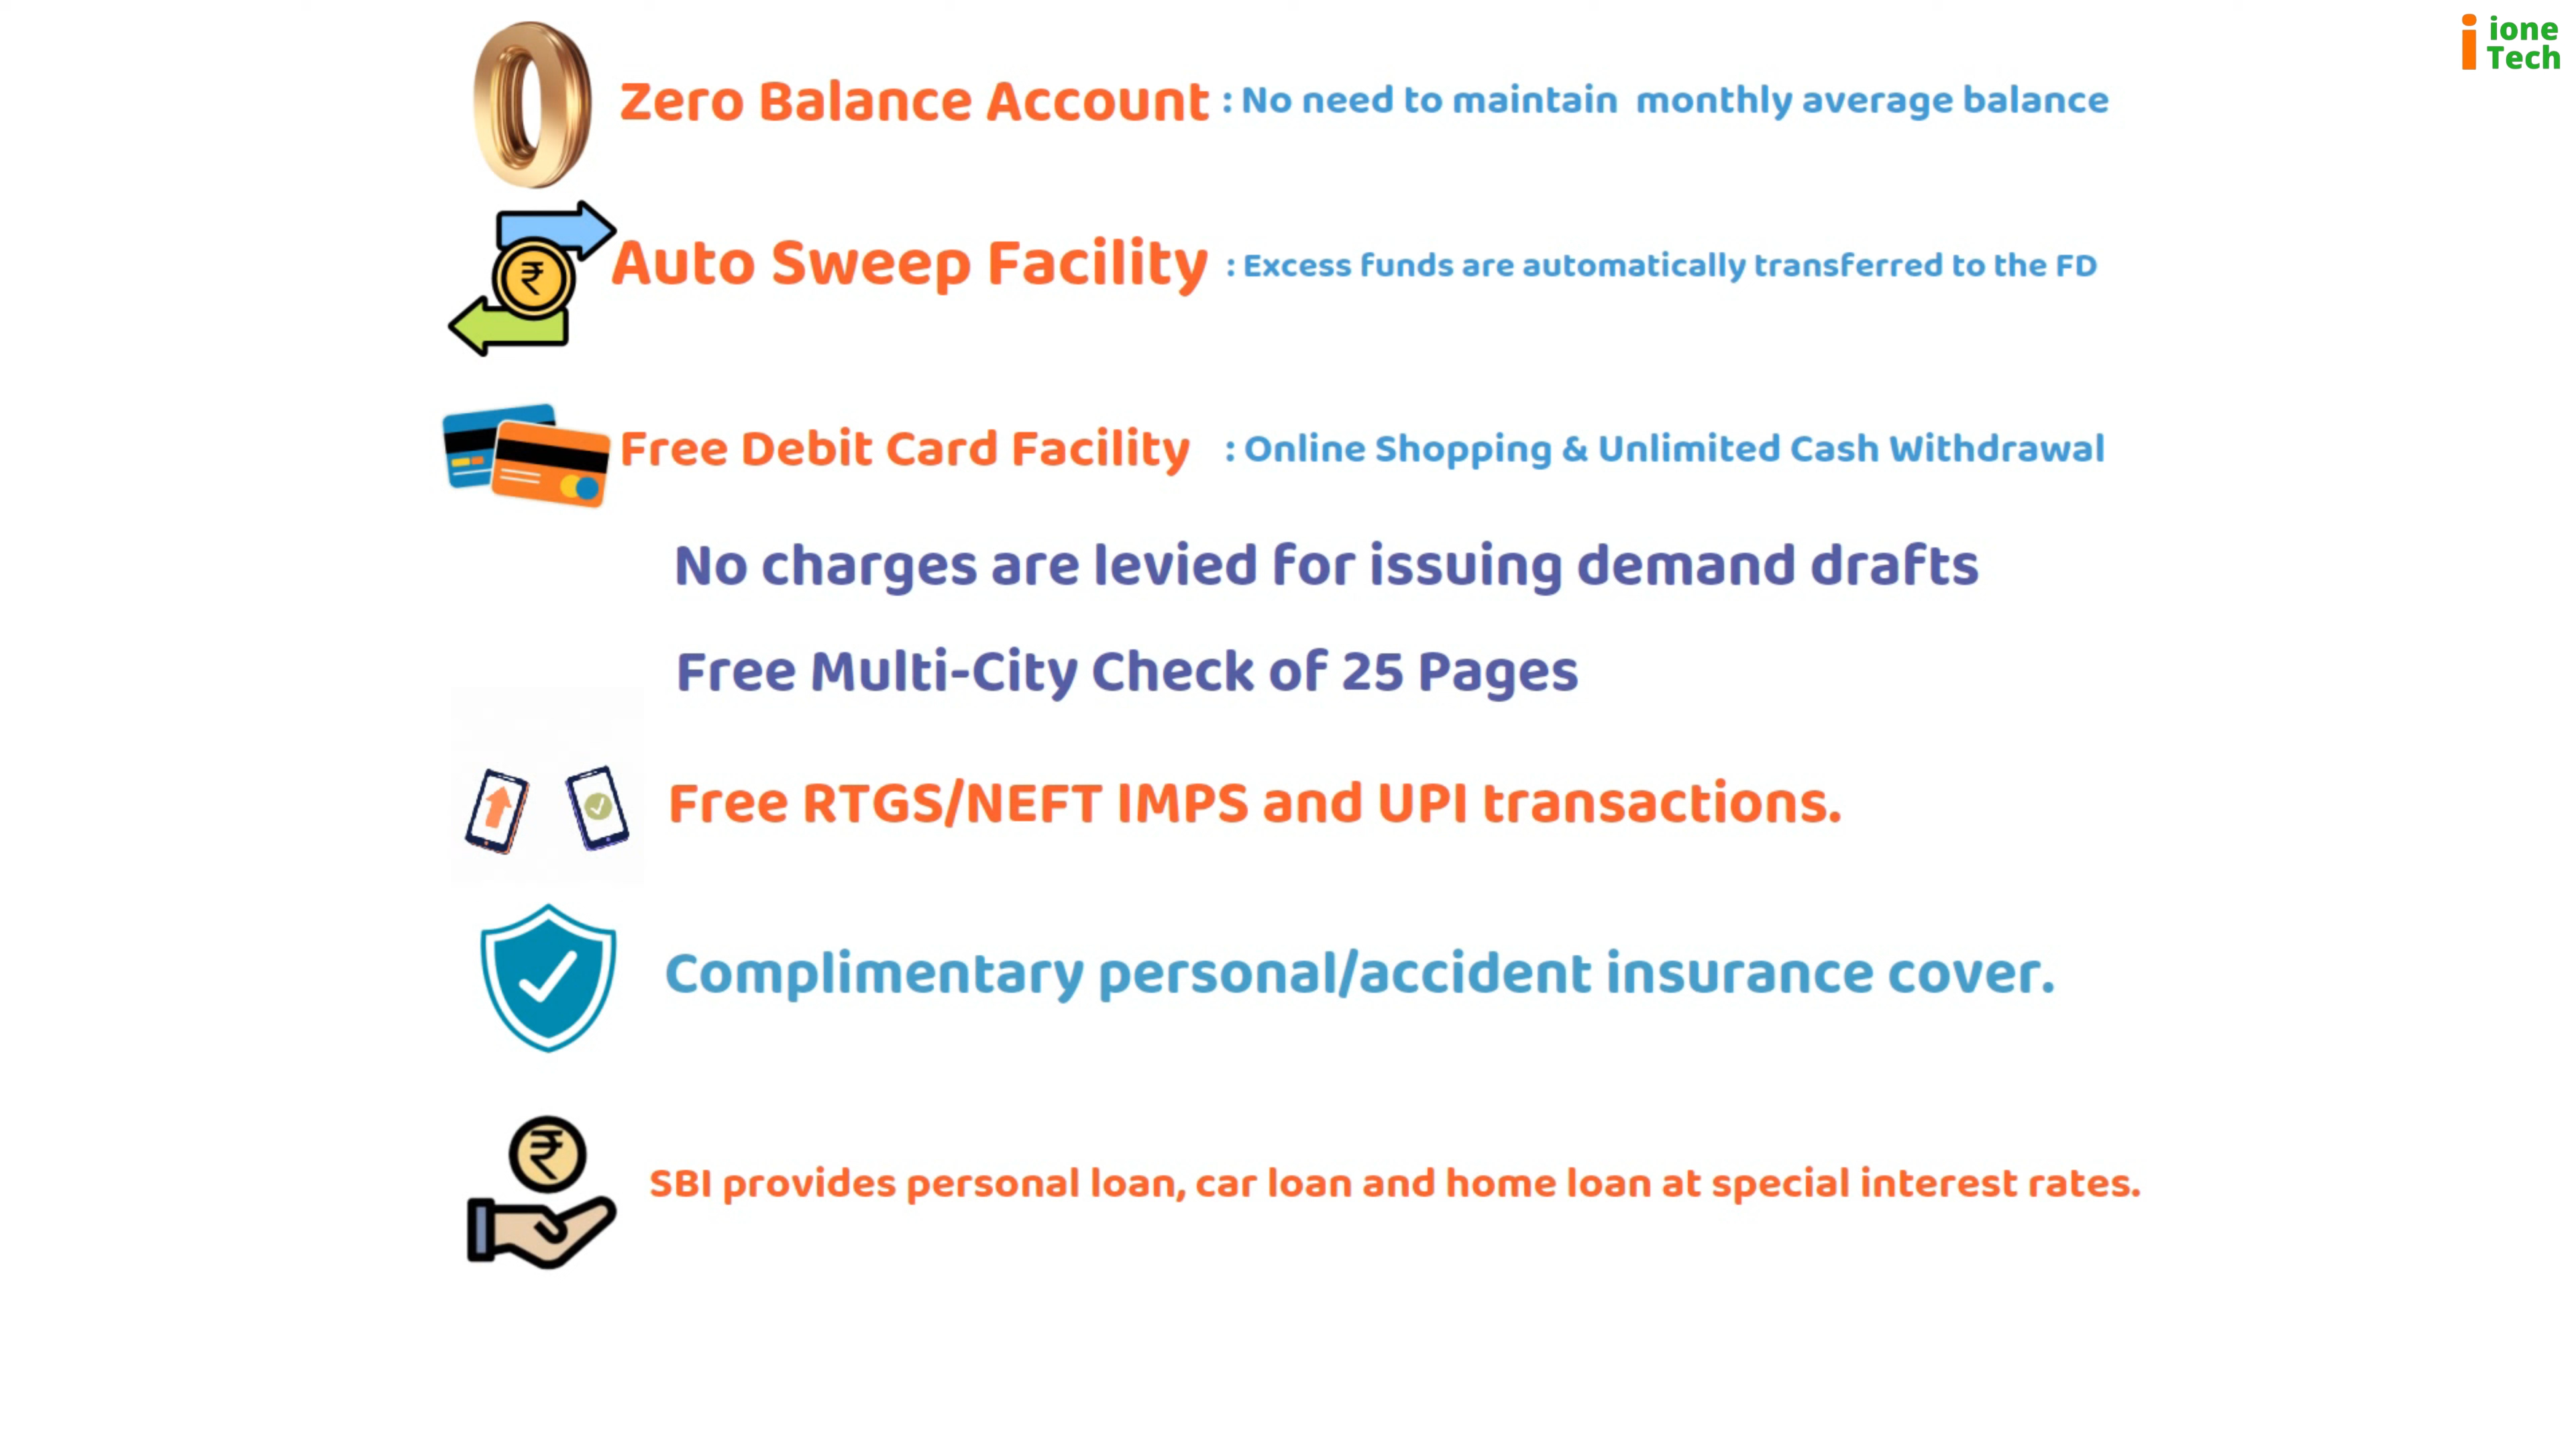 ione
Tech
Zero Balance Account : No need to maintain monthly average balance
Auto Sweep Facility : Excess funds are automatically transferred to the FD
Free Debit Card Facility : Online Shopping & Unlimited Cash Withdrawal
No charges are levied for issuing demand drafts
Free Multi-City Check of 25 Pages
Free RTGS/NEFT IMPS and UPI transactions.
Complimentary personal/accident insurance cover.
SBI provides personal loan, car loan and home loan at special interest rates.